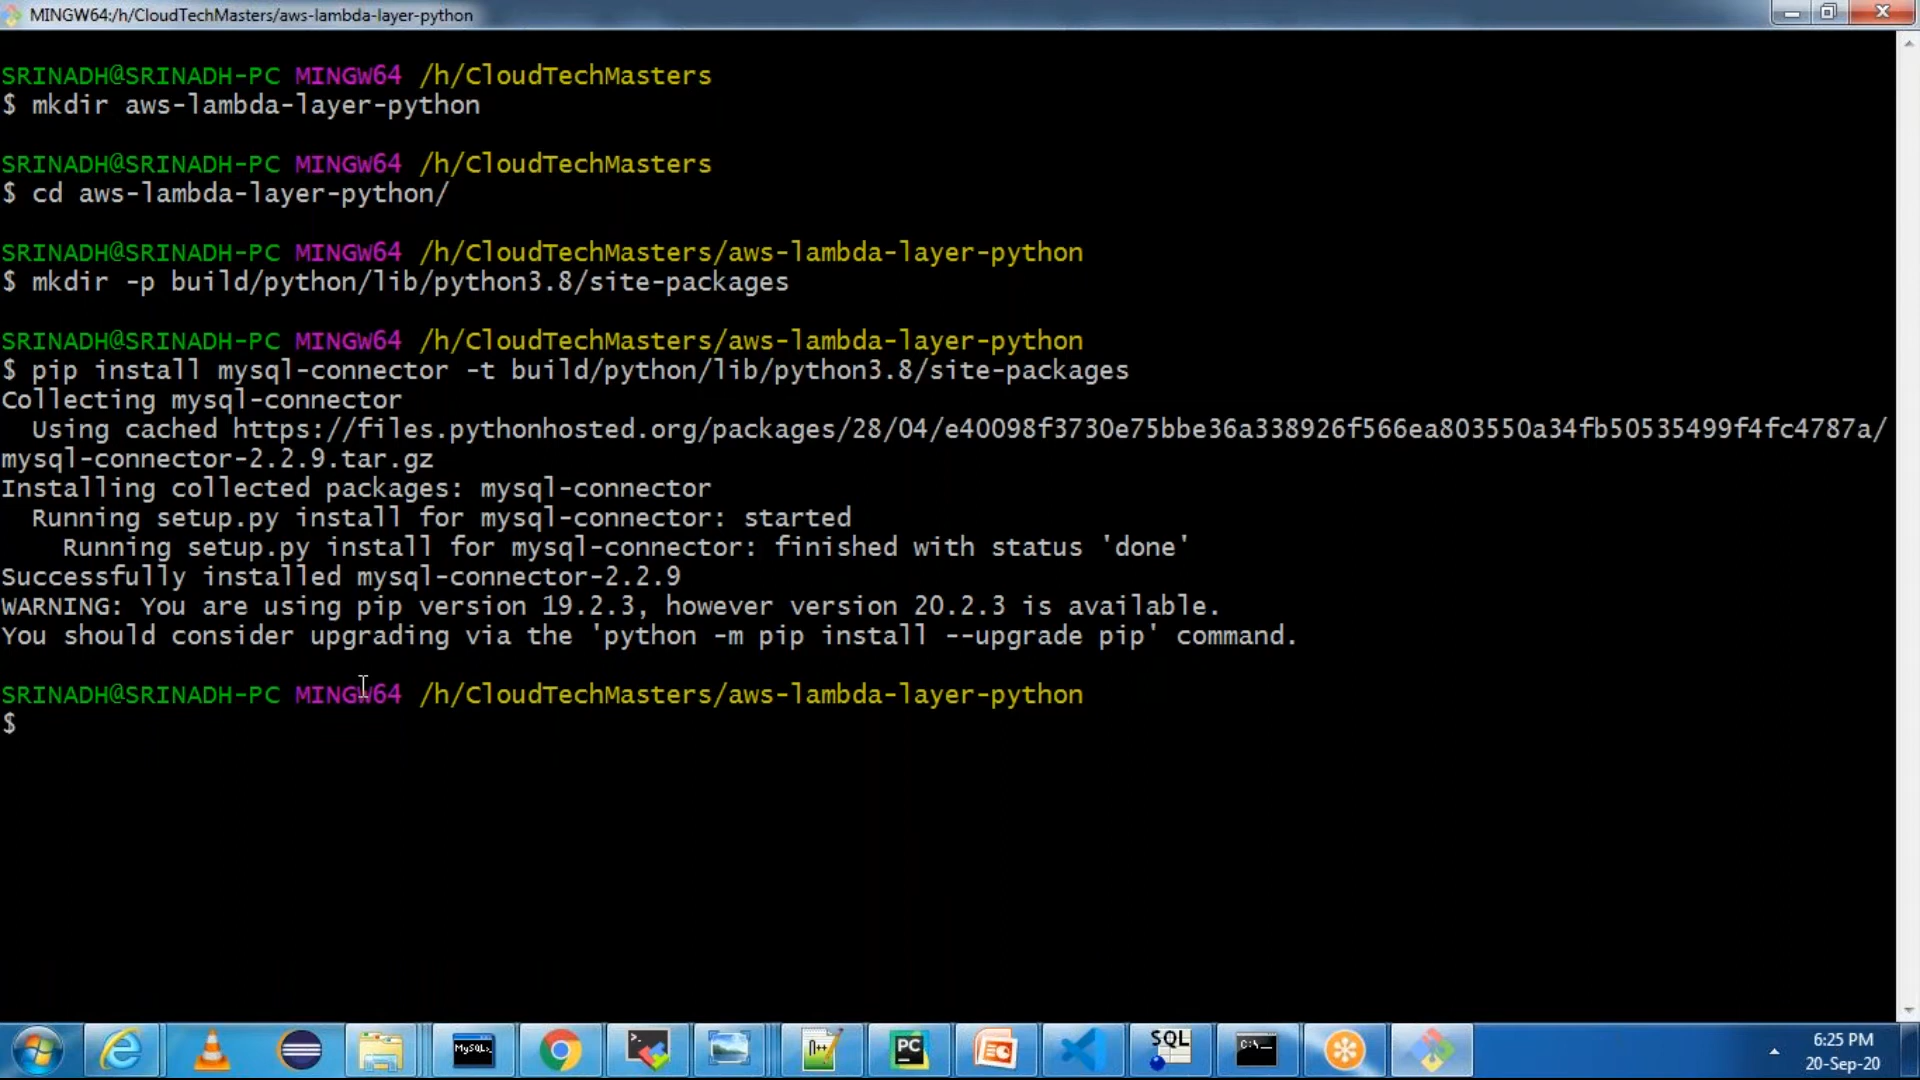 MINGW64:/h/CloudTechMasters/aws-lambda-layer-python
SRINADH@SRINADH-PC MINGW64 /h/CloudTechMasters
$ mkdir aws-lambda-layer-python
SRINADH@SRINADH-PC MINGW64 /h/CloudTechMasters
$ cd aws-lambda-layer-python/
SRINADH@SRINADH-PC MINGW64 /h/CloudTechMasters/aws-lambda-layer-python
$ mkdir -p build/python/lib/python3.8/site-packages
SRINADH@SRINADH-PC MINGW64 /h/CloudTechMasters/aws-lambda-layer-python
$ pip install mysql-connector -t build/python/lib/python3.8/site-packages
Collecting mysql-connector
Using cached https://files.pythonhosted.org/packages/28/04/e40098f3730e75bbe36a338926f566ea803550a34fb50535499f4fc4787a/
mysql-connector-2.2.9.tar.gz
Installing collected packages: mysql-connector
Running setup.py install for mysql-connector: started
Running setup.py install for mysql-connector: finished with status 'done'
Successfully installed mysql-connector-2.2.9
WARNING: You are using pip version 19.2.3, however version 20.2.3 is available.
You should consider upgrading via the 'python -m pip install --upgrade pip' command.
SRINADH@SRINADH-PC MINGW64 /h/CloudTechMasters/aws-lambda-layer-python
$
MySQL>
PC
SQL
C:\
6:25 PM
20-Sep-20